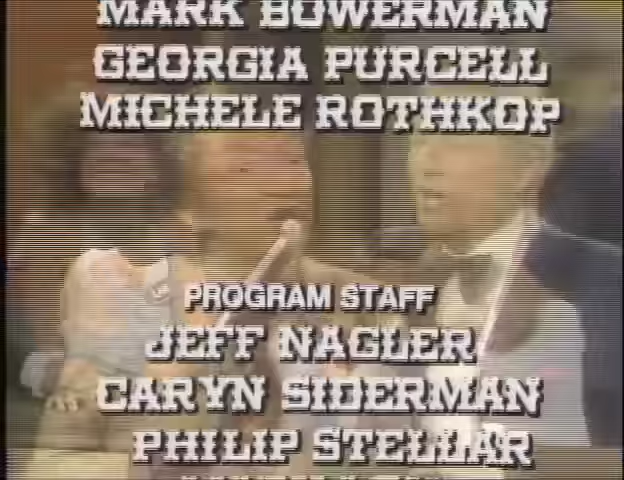 MARK BOWERMAN
GEORGIA PURCELL
MICHELE ROTHKOP
PROGRAM STAFF
JEFF NAGLER
CARYN SIDERMAN
PHILIP STELLAR